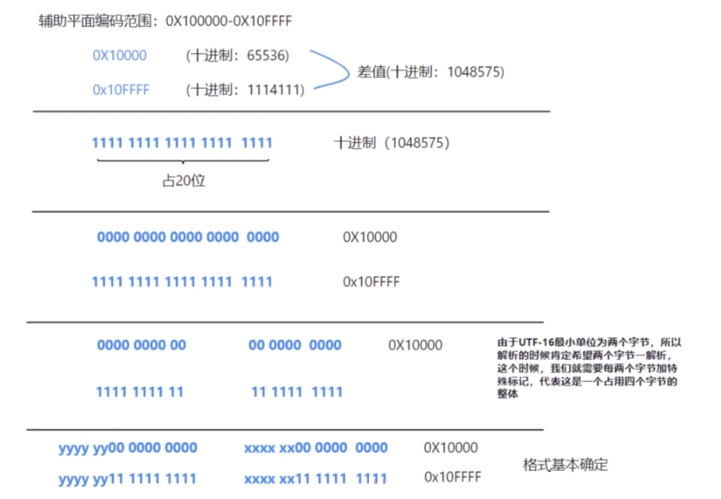 辅助平面编码范围：0X100000-0X10FFFF
0X10000 (十进制：65536)
0x10FFFF (十进制：1114111)
差值(十进制：1048575)
1111 1111 1111 1111 1111 十进制（1048575）
占20位
0000 0000 0000 0000 0000 0X10000
1111 1111 1111 1111 1111 0x10FFFF
0000 0000 00 00 0000 0000 0X10000
1111 1111 11 11 1111 1111
由于UTF-16最小单位为两个字节，所以
解析的时候肯定希望两个字节一解析，
这个时候，我们就需要每两个字节加特
殊标记，代表这是一个占用四个字节的
整体
yyyy yy00 0000 0000 xxxx xx00 0000 0000 0X10000
yyyy yy11 1111 1111 xxxx xx11 1111 1111 0x10FFFF
格式基本确定